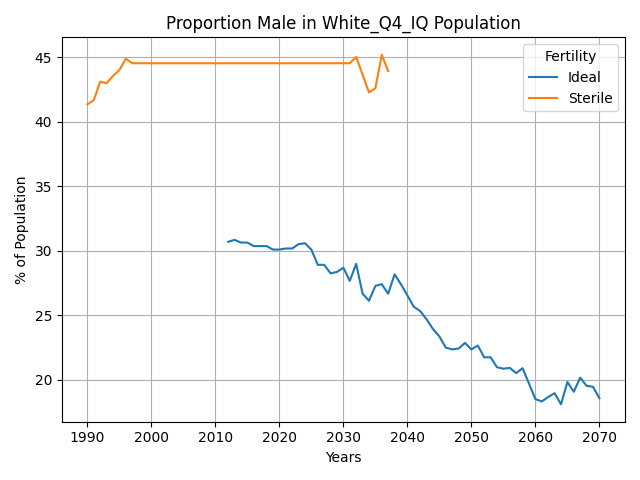 Proportion Male in White_Q4_IQ Population
Fertility
Ideal
Sterile
% of Population
45
40
35
30
25
20
1990 2000 2010 2020 2030 2040 2050 2060 2070
Years